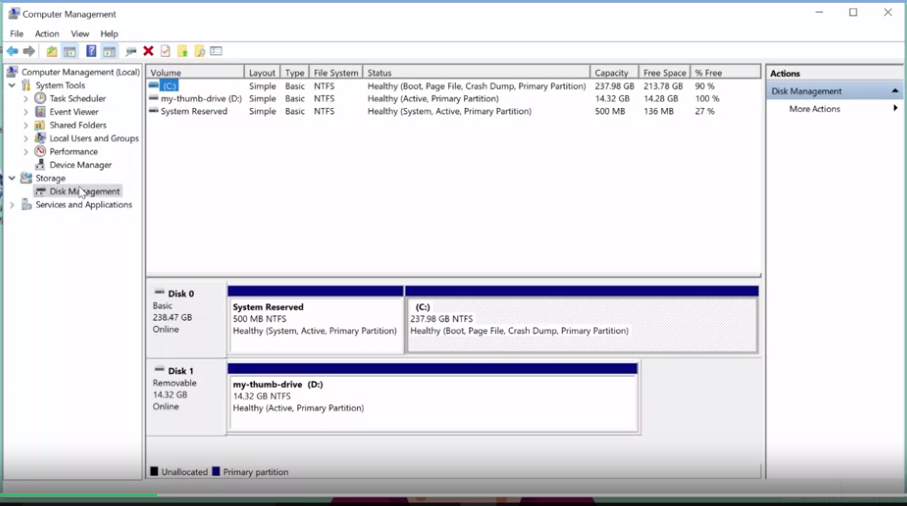 Computer Management
File Action View Help
Computer Management (Local)
System Tools
Task Scheduler
Event Viewer
Shared Folders
Local Users and Groups
Performance
Device Manager
Storage
Disk Management
Services and Applications
Volume Layout Type File System Status Capacity Free Space % Free
(C:) Simple Basic NTFS Healthy (Boot, Page File, Crash Dump, Primary Partition) 237.98 GB 213.78 GB 90 %
my-thumb-drive (D:) Simple Basic NTFS Healthy (Active, Primary Partition) 14.32 GB 14.28 GB 100 %
System Reserved Simple Basic NTFS Healthy (System, Active, Primary Partition) 500 MB 136 MB 27 %
Actions
Disk Management
More Actions
Disk 0
Basic
238.47 GB
Online
System Reserved
500 MB NTFS
Healthy (System, Active, Primary Partition)
(C:)
237.98 GB NTFS
Healthy (Boot, Page File, Crash Dump, Primary Partition)
Disk 1
Removable
14.32 GB
Online
my-thumb-drive (D:)
14.32 GB NTFS
Healthy (Active, Primary Partition)
Unallocated Primary partition